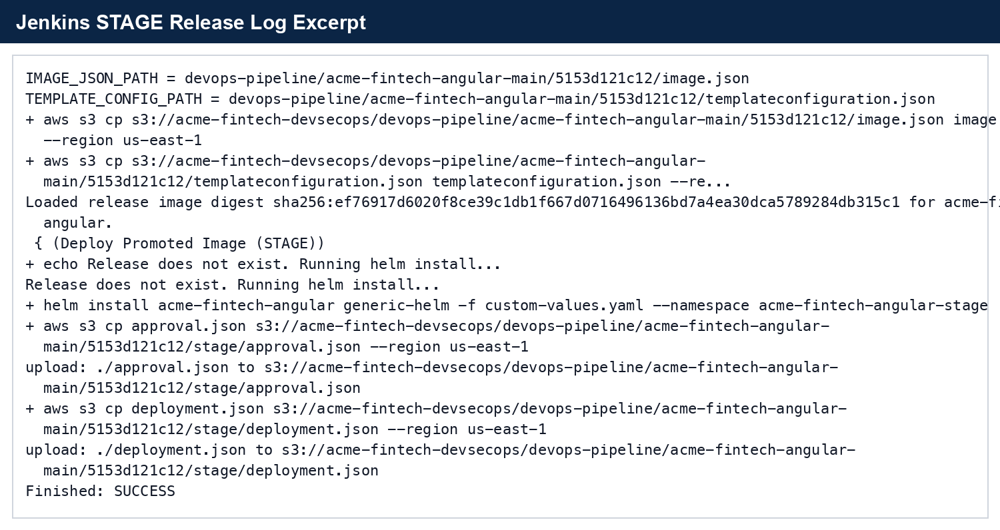 Jenkins STAGE Release Log Excerpt
IMAGE_JSON_PATH = devops-pipeline/acme-fintech-angular-main/5153d121c12/image.json
TEMPLATE_CONFIG_PATH = devops-pipeline/acme-fintech-angular-main/5153d121c12/templateconfiguration.json
+ aws s3 cp s3://acme-fintech-devsecops/devops-pipeline/acme-fintech-angular-main/5153d121c12/image.json image
--region us-east-1
+ aws s3 cp s3://acme-fintech-devsecops/devops-pipeline/acme-fintech-angular-
main/5153d121c12/templateconfiguration.json templateconfiguration.json --re...
Loaded release image digest sha256:ef76917d6020f8ce39c1db1f667d0716496136bd7a4ea30dca5789284db315c1 for acme-fi
angular.
{ (Deploy Promoted Image (STAGE))
+ echo Release does not exist. Running helm install...
Release does not exist. Running helm install...
+ helm install acme-fintech-angular generic-helm -f custom-values.yaml --namespace acme-fintech-angular-stage
+ aws s3 cp approval.json s3://acme-fintech-devsecops/devops-pipeline/acme-fintech-angular-
main/5153d121c12/stage/approval.json --region us-east-1
upload: ./approval.json to s3://acme-fintech-devsecops/devops-pipeline/acme-fintech-angular-
main/5153d121c12/stage/approval.json
+ aws s3 cp deployment.json s3://acme-fintech-devsecops/devops-pipeline/acme-fintech-angular-
main/5153d121c12/stage/deployment.json --region us-east-1
upload: ./deployment.json to s3://acme-fintech-devsecops/devops-pipeline/acme-fintech-angular-
main/5153d121c12/stage/deployment.json
Finished: SUCCESS